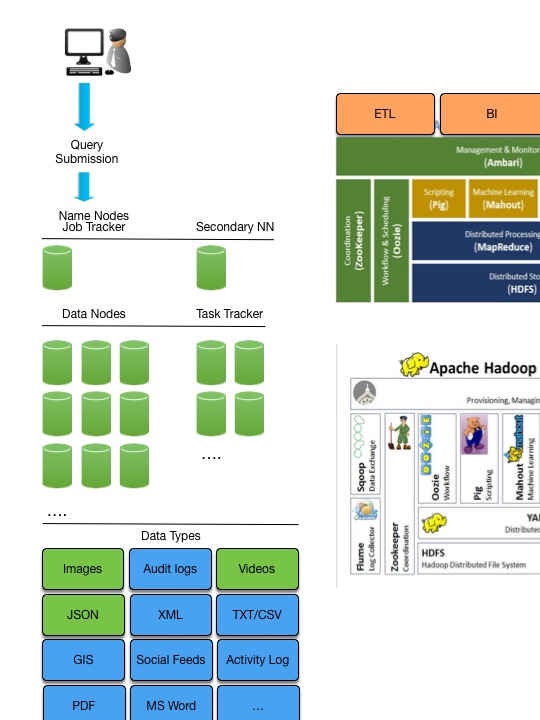 Query
Submission
Name Nodes
Job Tracker
Secondary NN
Data Nodes
Task Tracker
....
....
Data Types
Images
Audit logs
Videos
JSON
XML
TXT/CSV
GIS
Social Feeds
Activity Log
PDF
MS Word
...
ETL
BI
Management & Monitor
(Ambari)
Coordination
(ZooKeeper)
Workflow & Scheduling
(Oozie)
Scripting
(Pig)
Machine Learning
(Mahout)
Distributed Processing
(MapReduce)
Distributed Sto
(HDFS)
Apache Hadoop
Provisioning, Managin
Sqoop
Data Exchange
Flume
Log Collector
Zookeeper
Coordination
OOZIE
Oozie
Workflow
Pig
Scripting
mahout
Mahout
Machine Learning
YA
Distribute
HDFS
Hadoop Distributed File System